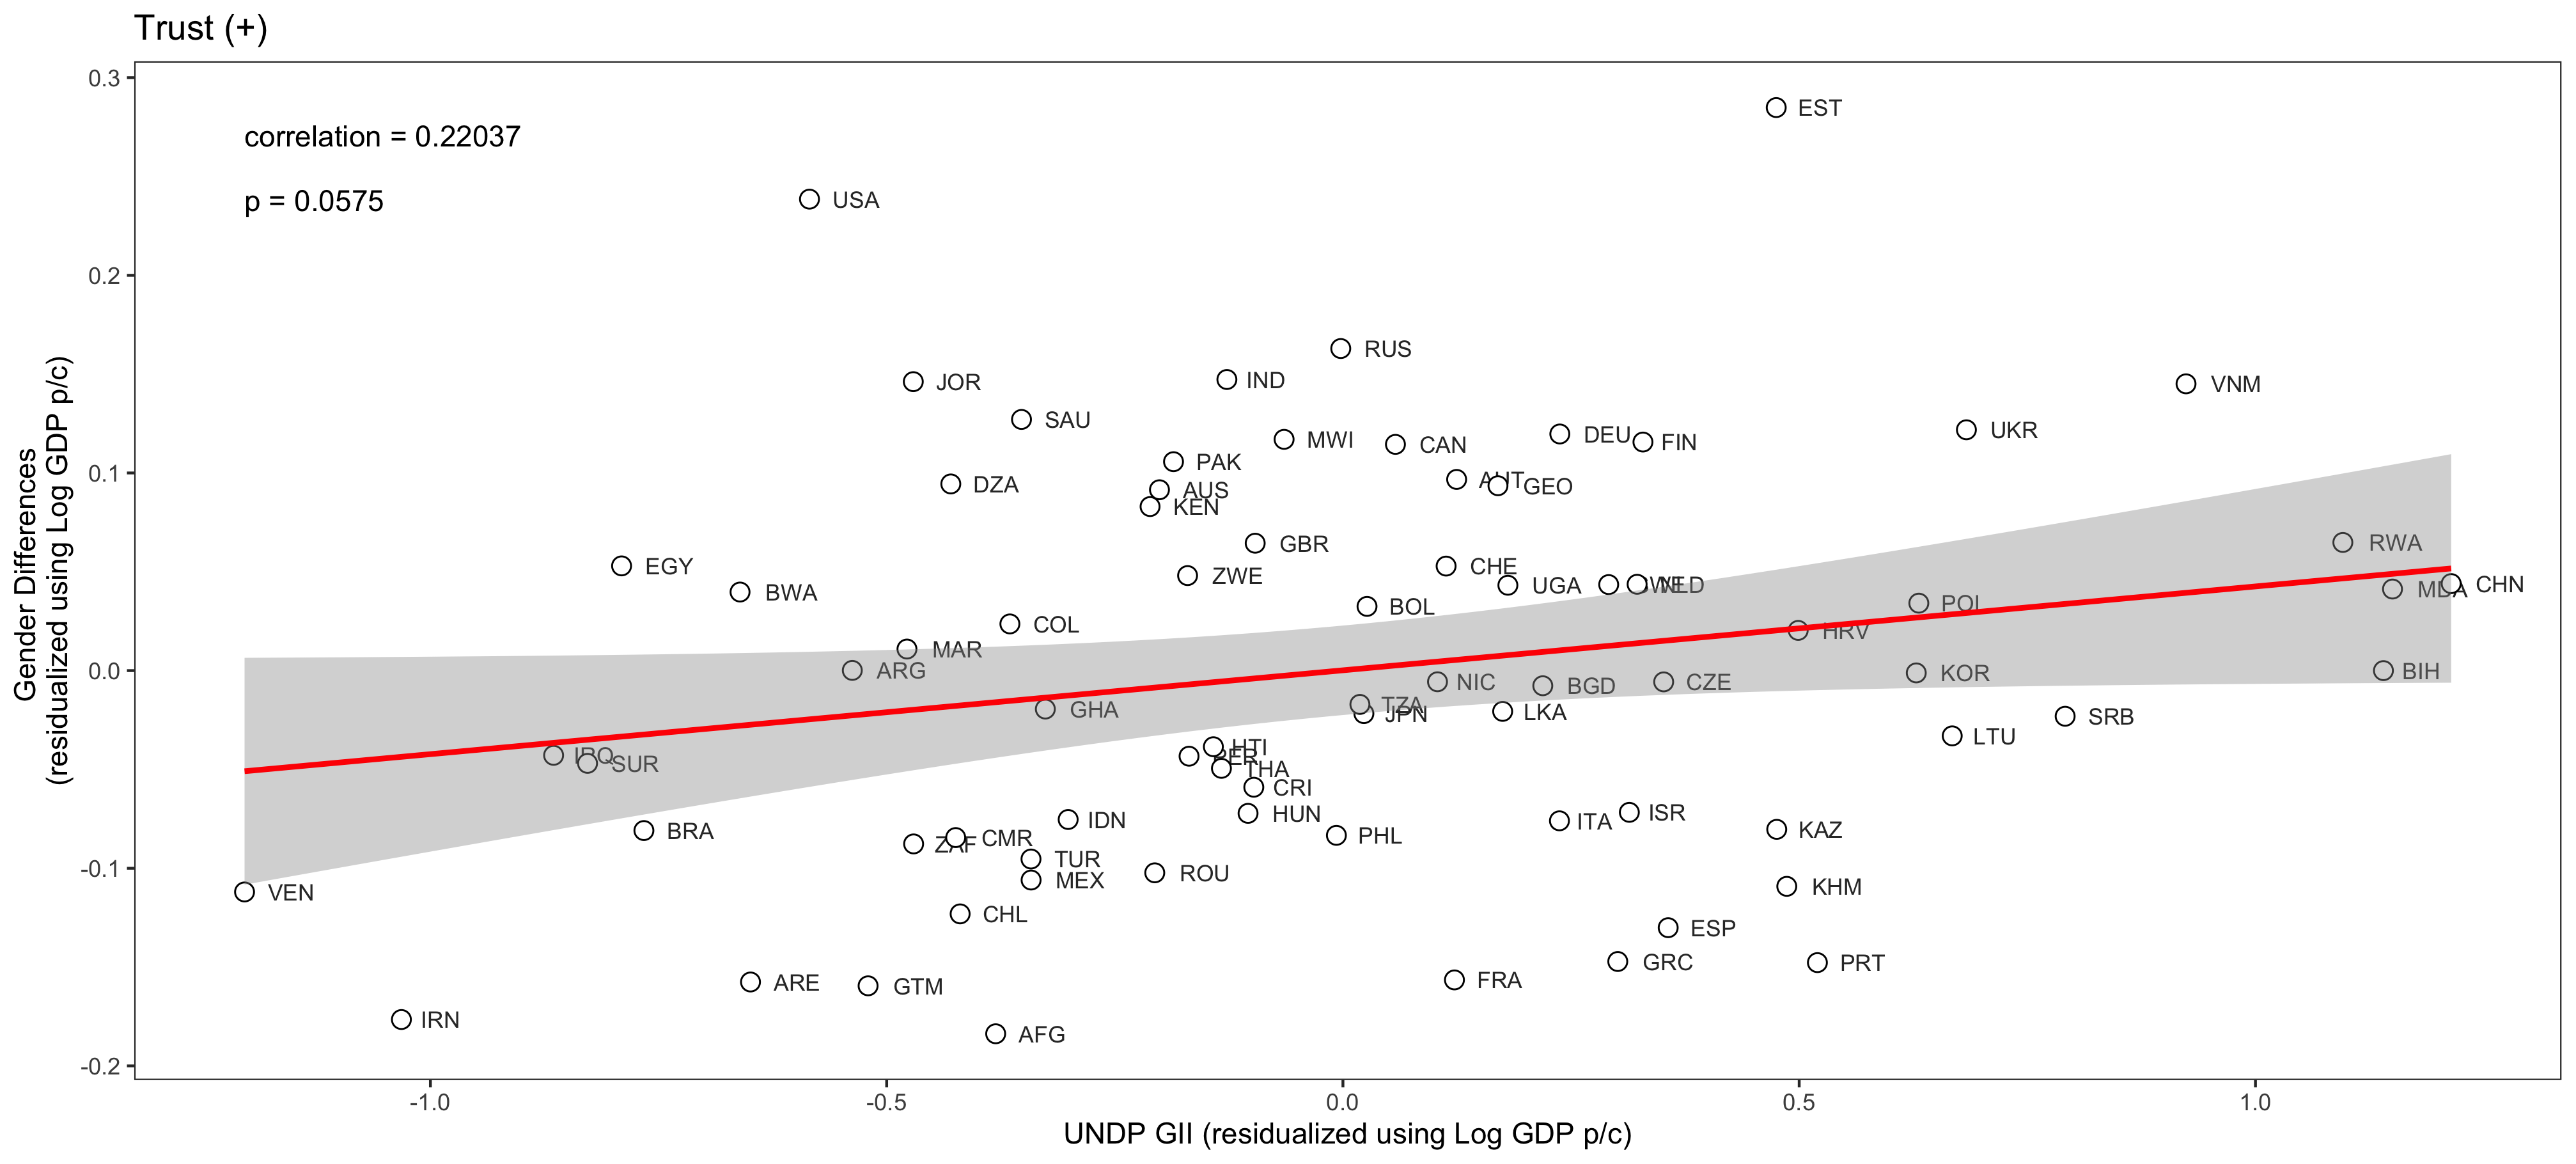 Trust (+)
0.3
0.2
0.1
0.0
-0.1
-0.2
Gender Differences
(residualized using Log GDP p/c)
correlation = 0.22037
p = 0.0575
EST
USA
RUS
JOR
IND
VNM
SAU
MWI
CAN
DEU
FIN
UKR
PAK
DZA
AUS
AUT
GEO
KEN
GBR
RWA
EGY
ZWE
CHE
BWA
UGA
NLD
MDA
CHN
BOL
POL
COL
HRV
MAR
ARG
NIC
BGD
CZE
KOR
BIH
GHA
TZA
JPN
LKA
SRB
LTU
IRQ
SUR
HTI
PER
THA
CRI
HUN
BRA
IDN
ITA
ISR
KAZ
ZAF
CMR
PHL
TUR
MEX
ROU
VEN
KHM
CHL
ESP
ARE
GTM
FRA
GRC
PRT
IRN
AFG
-1.0
-0.5
0.0
0.5
1.0
UNDP GII (residualized using Log GDP p/c)